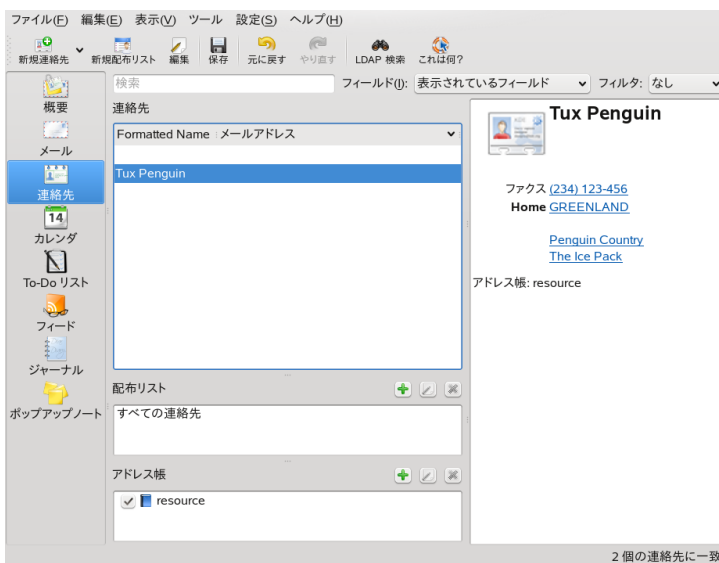 ファイル(F) 編集(E) 表示(V) ツール 設定(S) ヘルプ(H)
新規連絡先 新規配布リスト 編集 保存 元に戻す やり直す LDAP 検索 これは何?
検索 フィールド(I): 表示されているフィールド フィルタ: なし
概要
メール
連絡先
14
カレンダ
To-Do リスト
フィード
ジャーナル
ポップアップノート
連絡先
Formatted Name メールアドレス
Tux Penguin
配布リスト
すべての連絡先
アドレス帳
resource
Tux Penguin
ファクス (234) 123-456
Home GREENLAND
Penguin Country
The Ice Pack
アドレス帳: resource
2 個の連絡先に一致